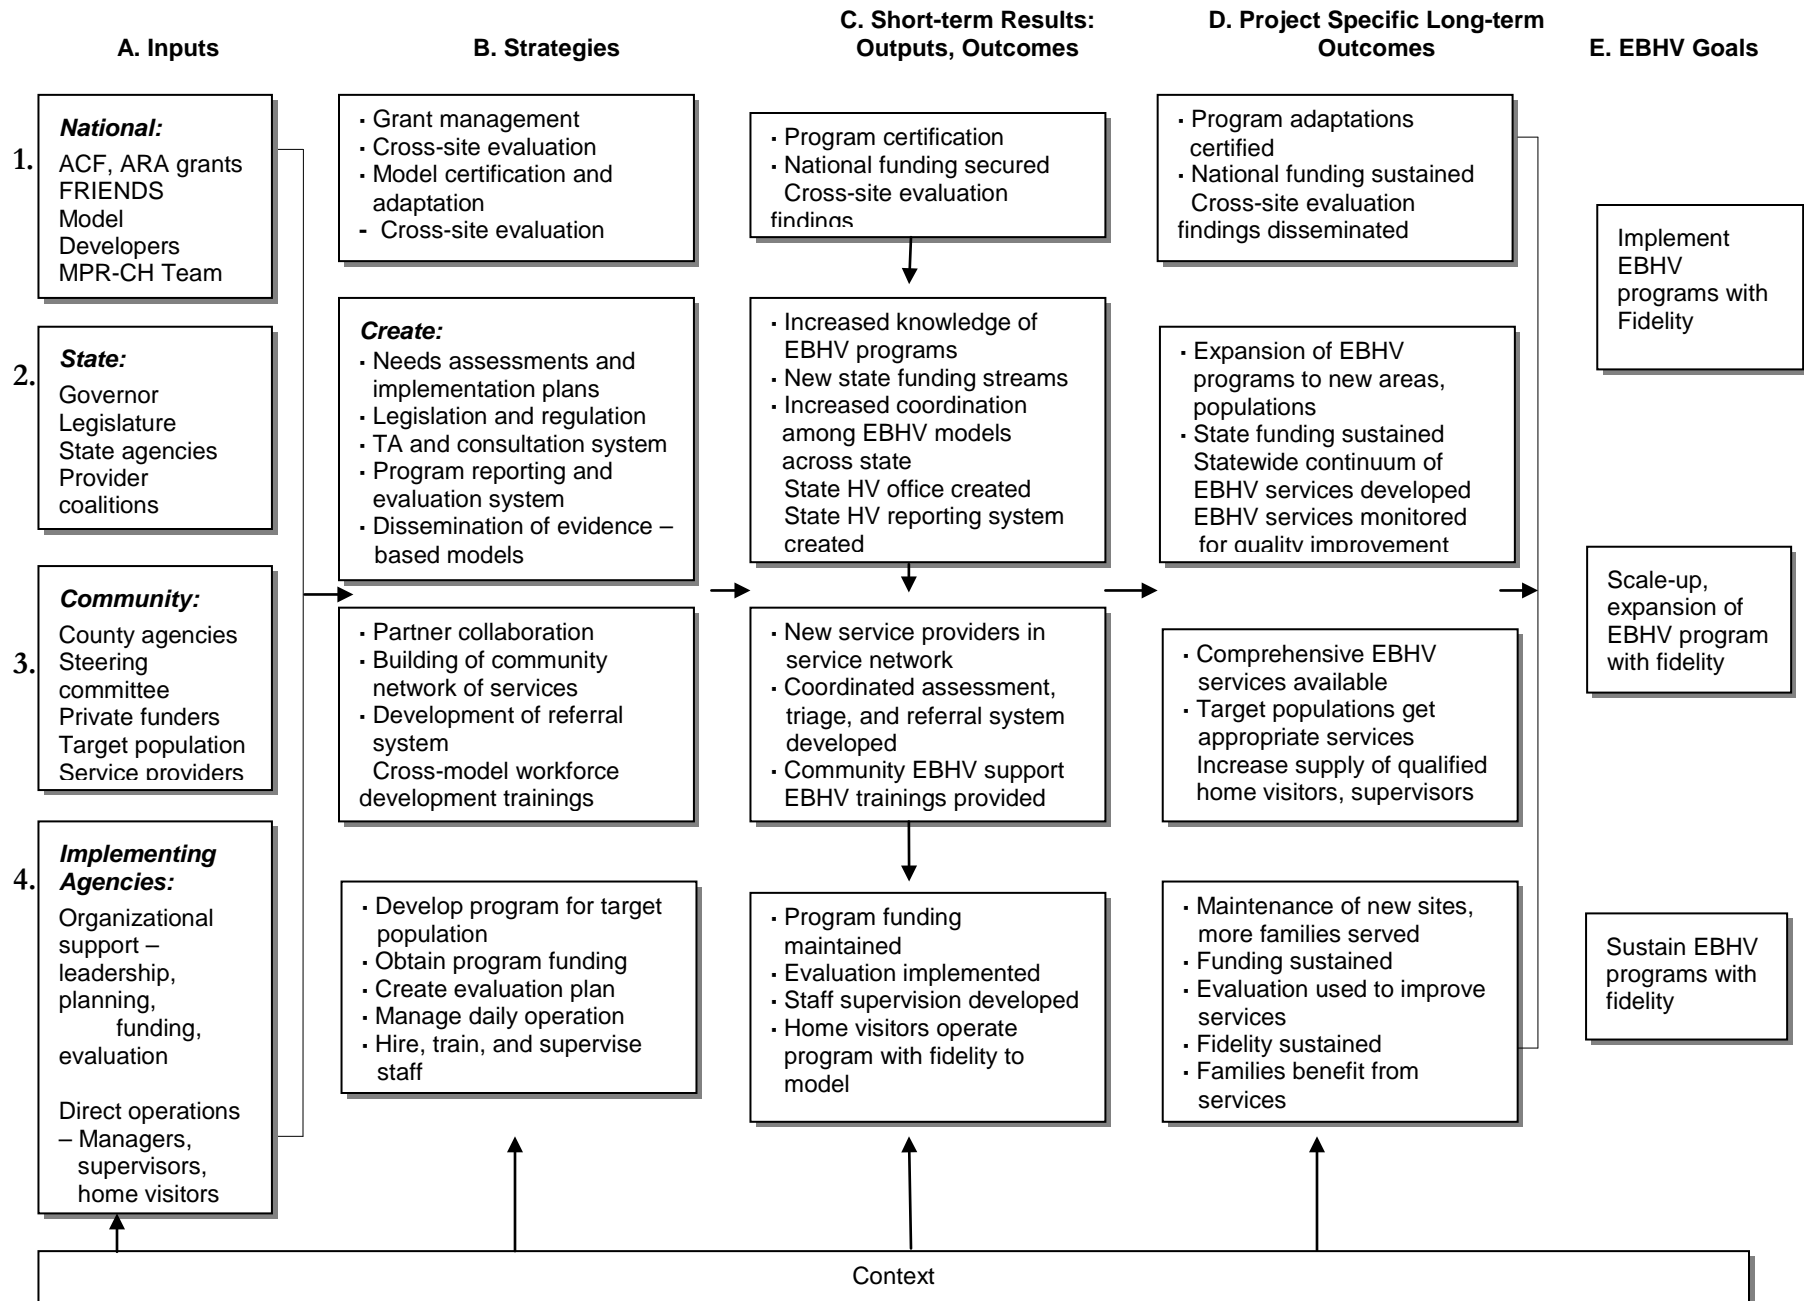 A. Inputs
B. Strategies
C. Short-term Results:
Outputs, Outcomes
D. Project Specific Long-term
Outcomes
E. EBHV Goals
1.
National:
ACF, ARA grants
FRIENDS
Model
Developers
MPR-CH Team
2.
State:
Governor
Legislature
State agencies
Provider
coalitions
3.
Community:
County agencies
Steering
committee
Private funders
Target population
Service providers
4.
Implementing
Agencies:
Organizational
support –
leadership,
planning,
funding,
evaluation
Direct operations
– Managers,
supervisors,
home visitors
· Grant management
· Cross-site evaluation
· Model certification and
adaptation
- Cross-site evaluation
Create:
· Needs assessments and
implementation plans
· Legislation and regulation
· TA and consultation system
· Program reporting and
evaluation system
· Dissemination of evidence –
based models
· Partner collaboration
· Building of community
network of services
· Development of referral
system
Cross-model workforce
development trainings
· Develop program for target
population
· Obtain program funding
· Create evaluation plan
· Manage daily operation
· Hire, train, and supervise
staff
· Program certification
· National funding secured
Cross-site evaluation
findings
· Increased knowledge of
EBHV programs
· New state funding streams
· Increased coordination
among EBHV models
across state
State HV office created
State HV reporting system
created
· New service providers in
service network
· Coordinated assessment,
triage, and referral system
developed
· Community EBHV support
EBHV trainings provided
· Program funding
maintained
· Evaluation implemented
· Staff supervision developed
· Home visitors operate
program with fidelity to
model
· Program adaptations
certified
· National funding sustained
Cross-site evaluation
findings disseminated
· Expansion of EBHV
programs to new areas,
populations
· State funding sustained
Statewide continuum of
EBHV services developed
EBHV services monitored
for quality improvement
· Comprehensive EBHV
services available
· Target populations get
appropriate services
Increase supply of qualified
home visitors, supervisors
· Maintenance of new sites,
more families served
· Funding sustained
· Evaluation used to improve
services
· Fidelity sustained
· Families benefit from
services
Implement
EBHV
programs with
Fidelity
Scale-up,
expansion of
EBHV program
with fidelity
Sustain EBHV
programs with
fidelity
Context